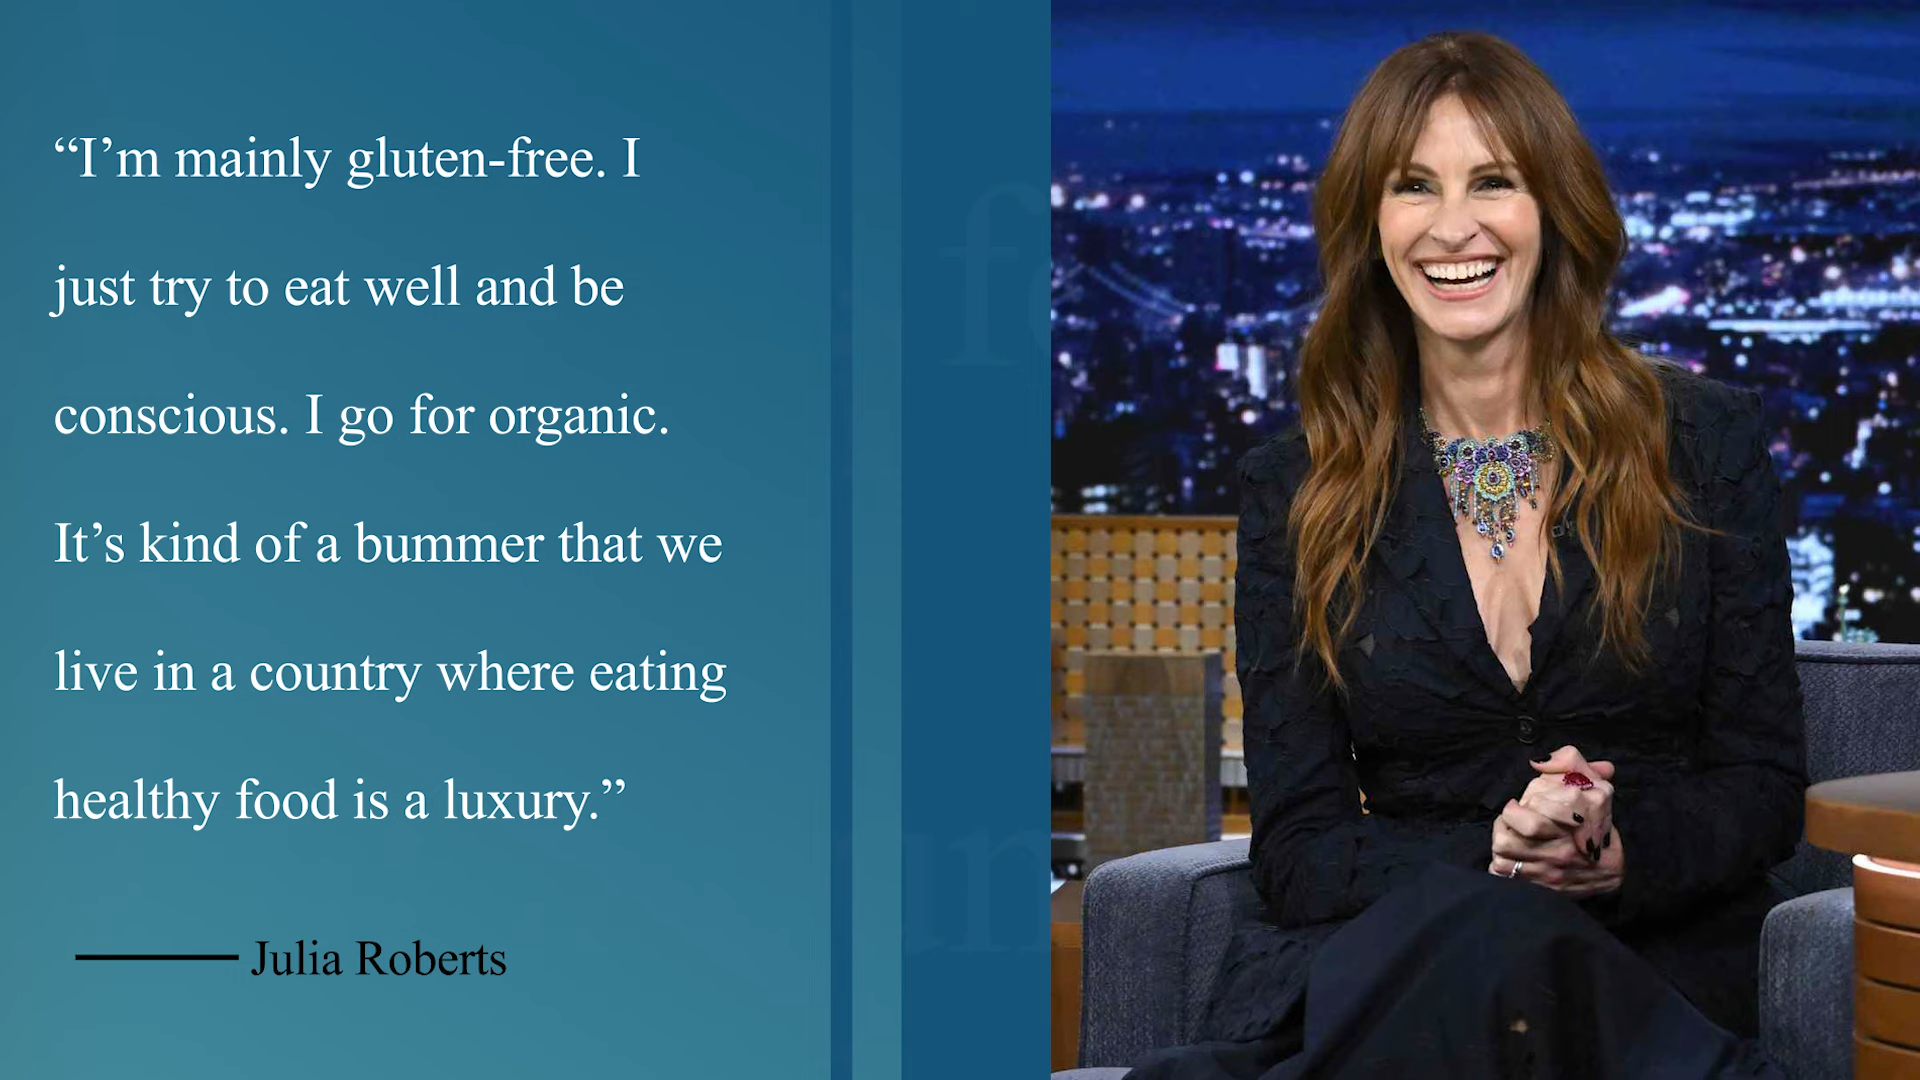 “I’m mainly gluten-free. I
just try to eat well and be
conscious. I go for organic.
It’s kind of a bummer that we
live in a country where eating
healthy food is a luxury.”
Julia Roberts